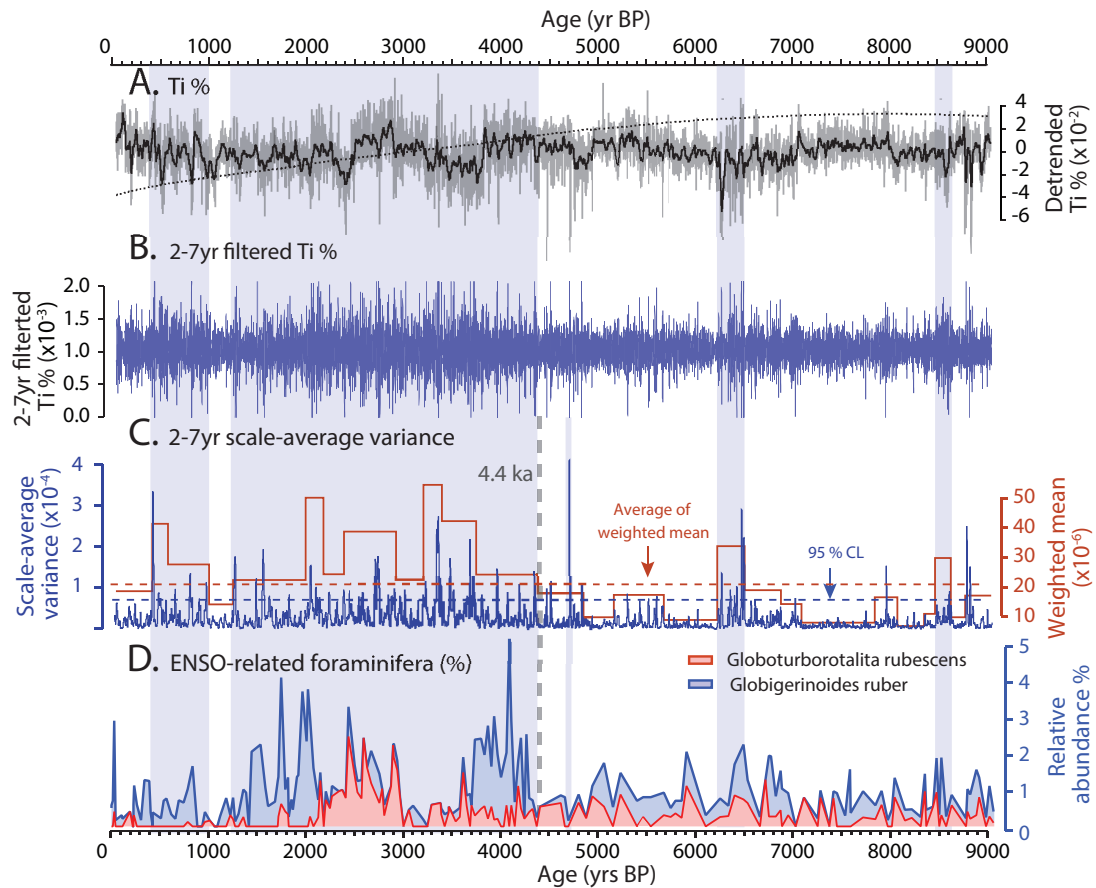 Age (yr BP)
0 1000 2000 3000 4000 5000 6000 7000 8000 9000
A. Ti %
4
2
0
-2
-4
-6
Detrended
Ti % (x10-2)
B. 2-7yr filtered Ti %
2.0
1.5
1.0
0.5
0.0
2-7yr filterted
Ti % (x10-3)
C. 2-7yr scale-average variance
4.4 ka
4
3
2
1
Scale-average
variance (x10-4)
Average of
weighted mean
95 % CL
50
40
30
20
10
Weighted mean
(x10-6)
D. ENSO-related foraminifera (%)
Globoturborotalita rubescens
Globigerinoides ruber
5
4
3
2
1
0
Relative
abundance %
0 1000 2000 3000 4000 5000 6000 7000 8000 9000
Age (yrs BP)